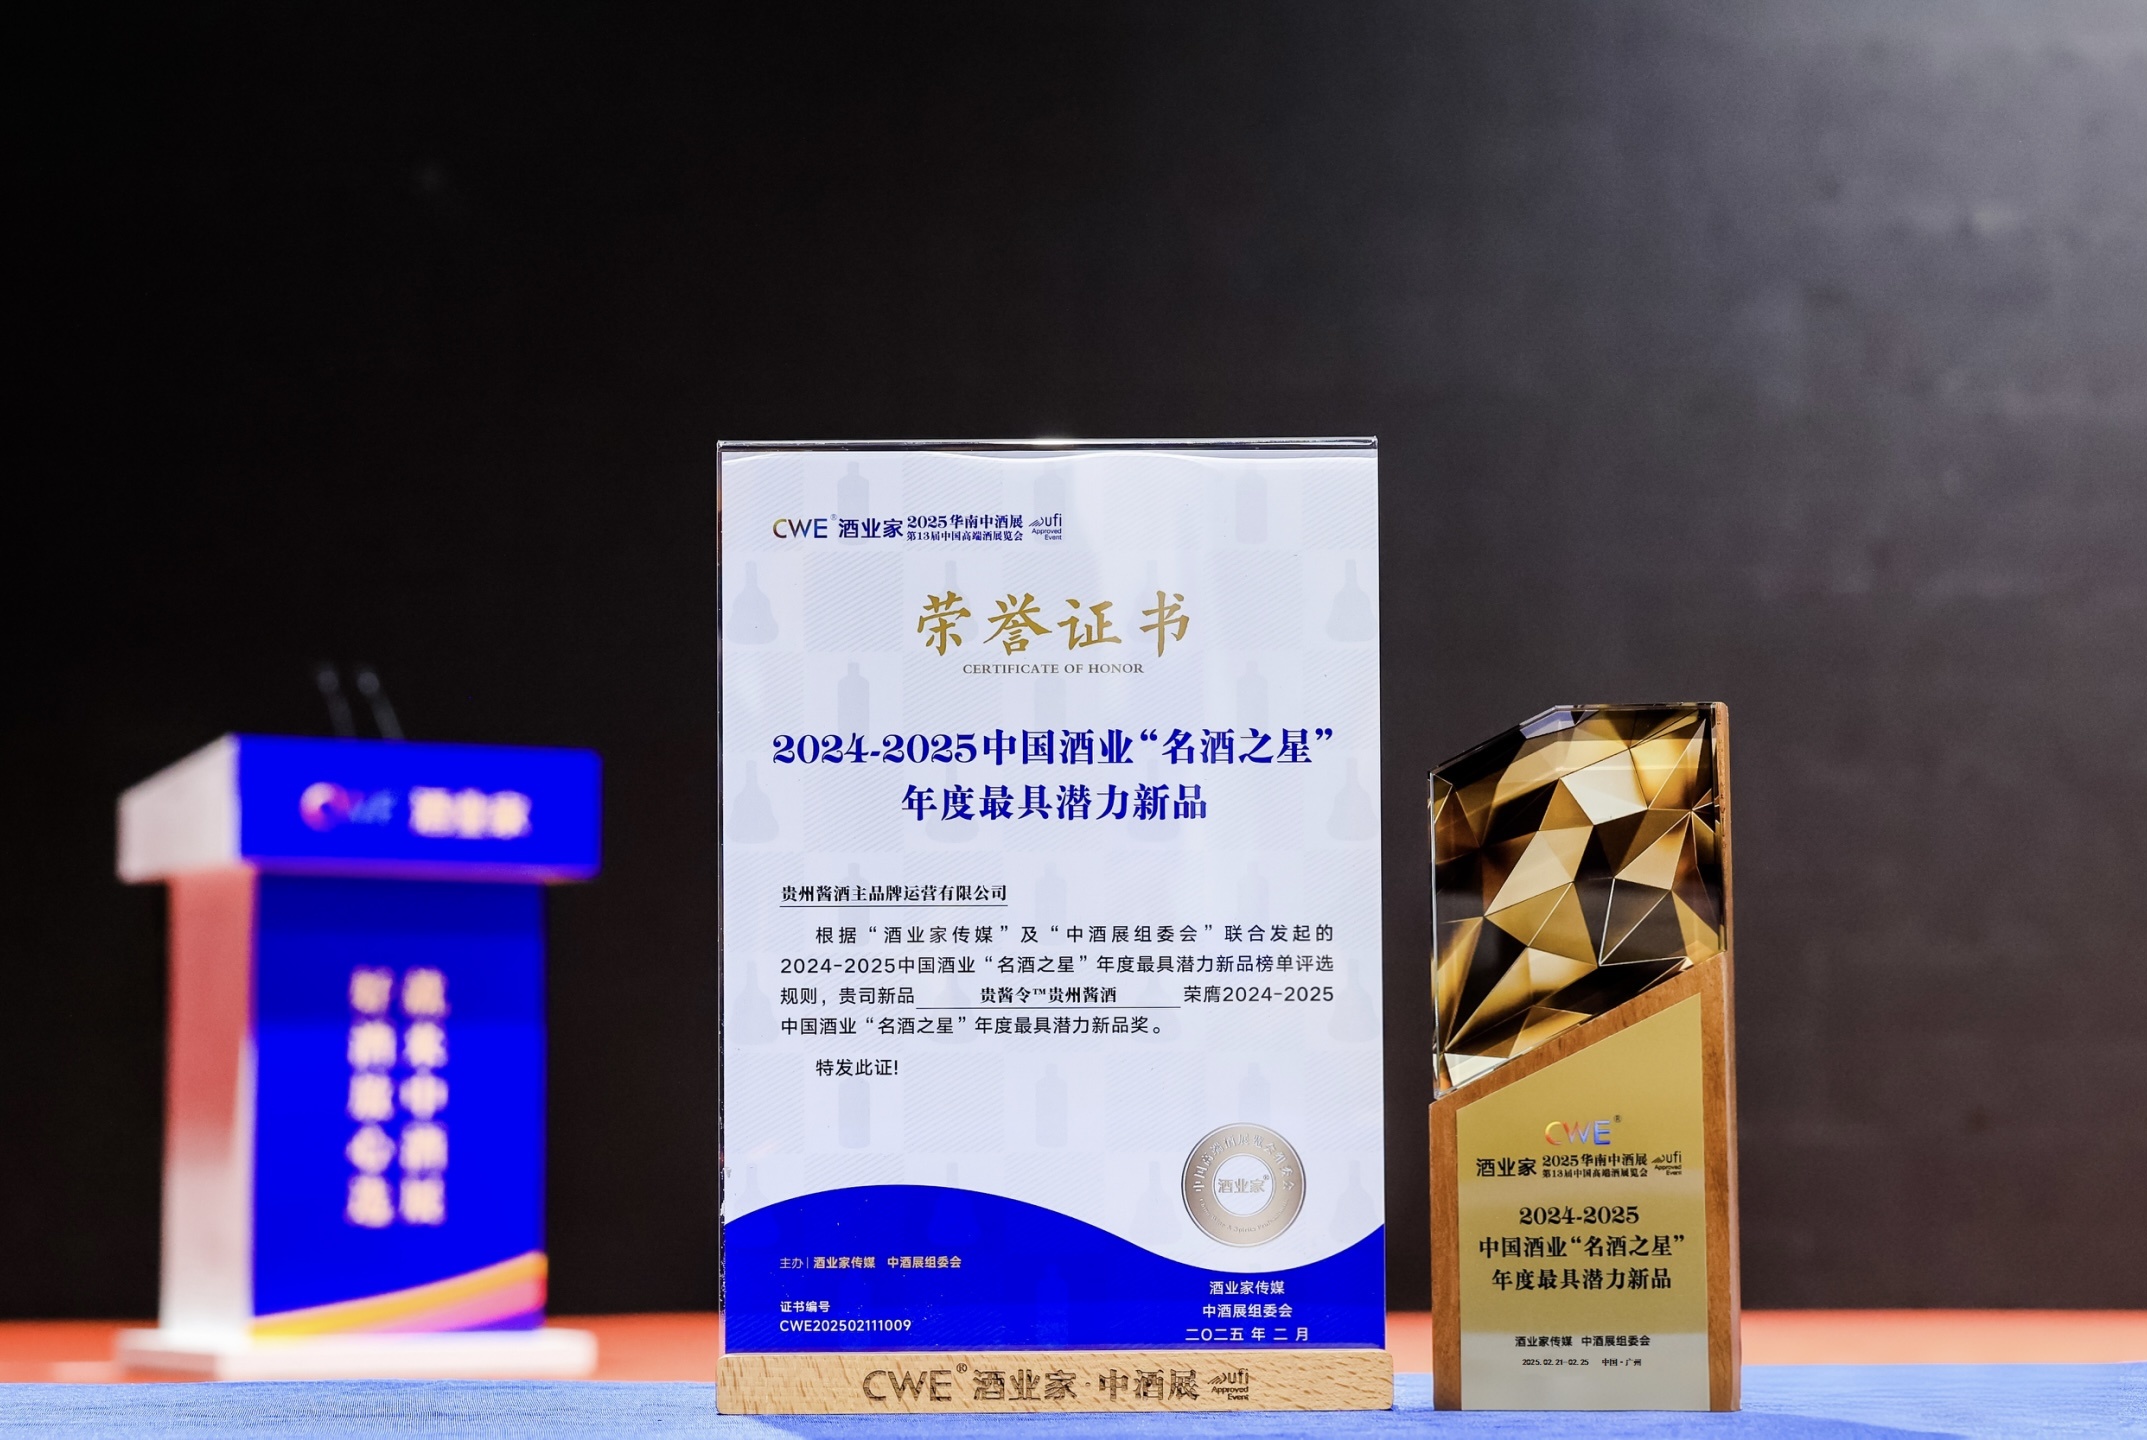 CWE® 酒业家 2025华南中酒展 ufi
第13届中国高端酒展览会 Approved Event
荣誉证书
CERTIFICATE OF HONOR
2024-2025中国酒业“名酒之星”
年度最具潜力新品
贵州酱酒主品牌运营有限公司
根据“酒业家传媒”及“中酒展组委会”联合发起的
2024-2025中国酒业“名酒之星”年度最具潜力新品榜单评选
规则，贵司新品 贵酱令™贵州酱酒 荣膺2024-2025
中国酒业“名酒之星”年度最具潜力新品奖。
特发此证!
酒业家®
主办 | 酒业家传媒 中酒展组委会
证书编号
CWE202502111009
酒业家传媒
中酒展组委会
二〇二五年二月
CWE® 酒业家·中酒展 ufi
Approved
Event
CWE®
酒业家 2025华南中酒展 ufi
第13届中国高端酒展览会 Approved Event
2024-2025
中国酒业“名酒之星”
年度最具潜力新品
酒业家传媒 中酒展组委会
2025.02.21-02.25 中国·广州
酒业家